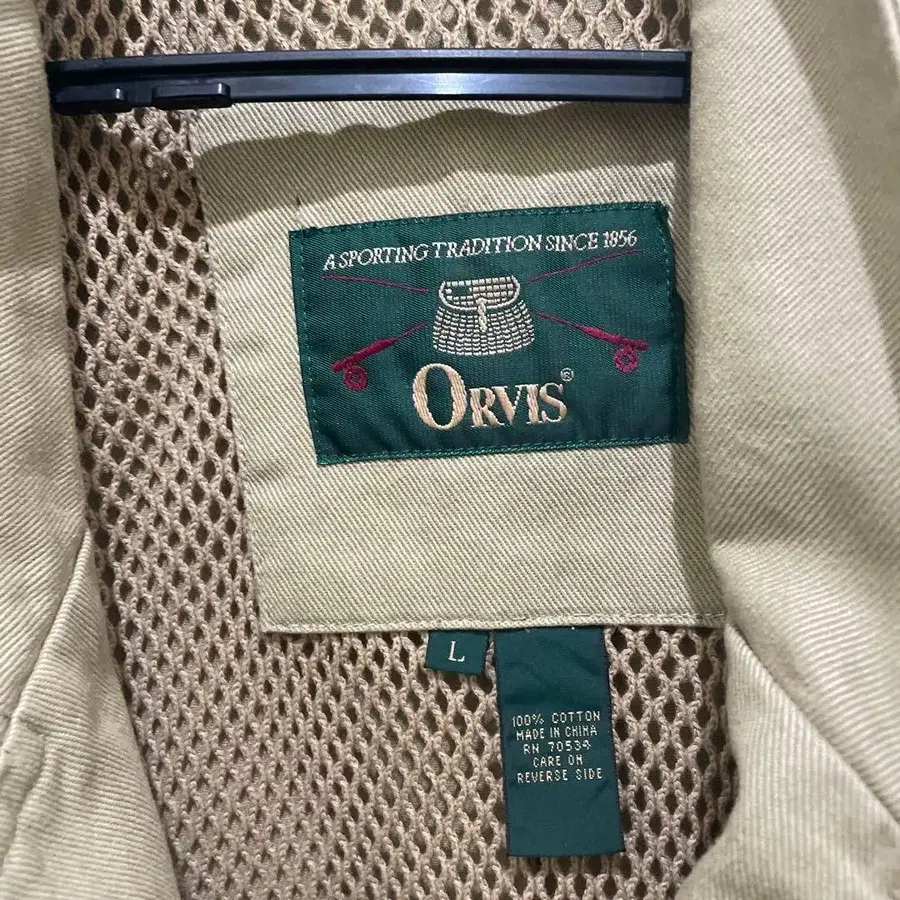 A SPORTING TRADITION SINCE 1856
ORVIS®
L
100% COTTON
MADE IN CHINA
RN 70534
CARE ON
REVERSE SIDE